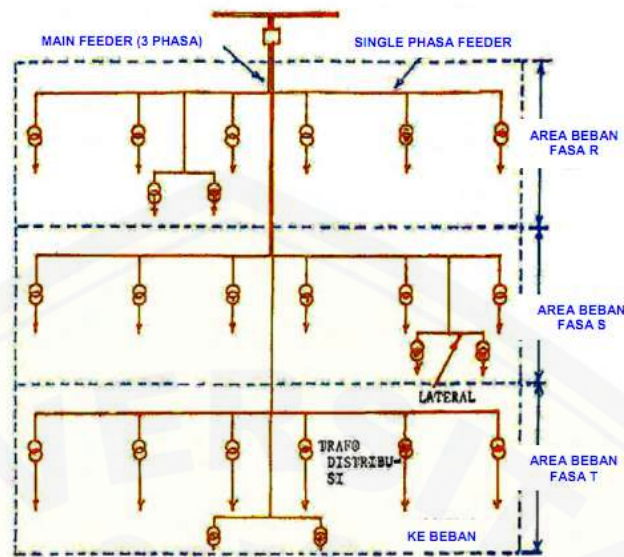 MAIN FEEDER (3 PHASA)
SINGLE PHASA FEEDER
AREA BEBAN
FASA R
AREA BEBAN
FASA S
LATERAL
TRAFO
DISTRIBU-
SI
AREA BEBAN
FASA T
KE BEBAN